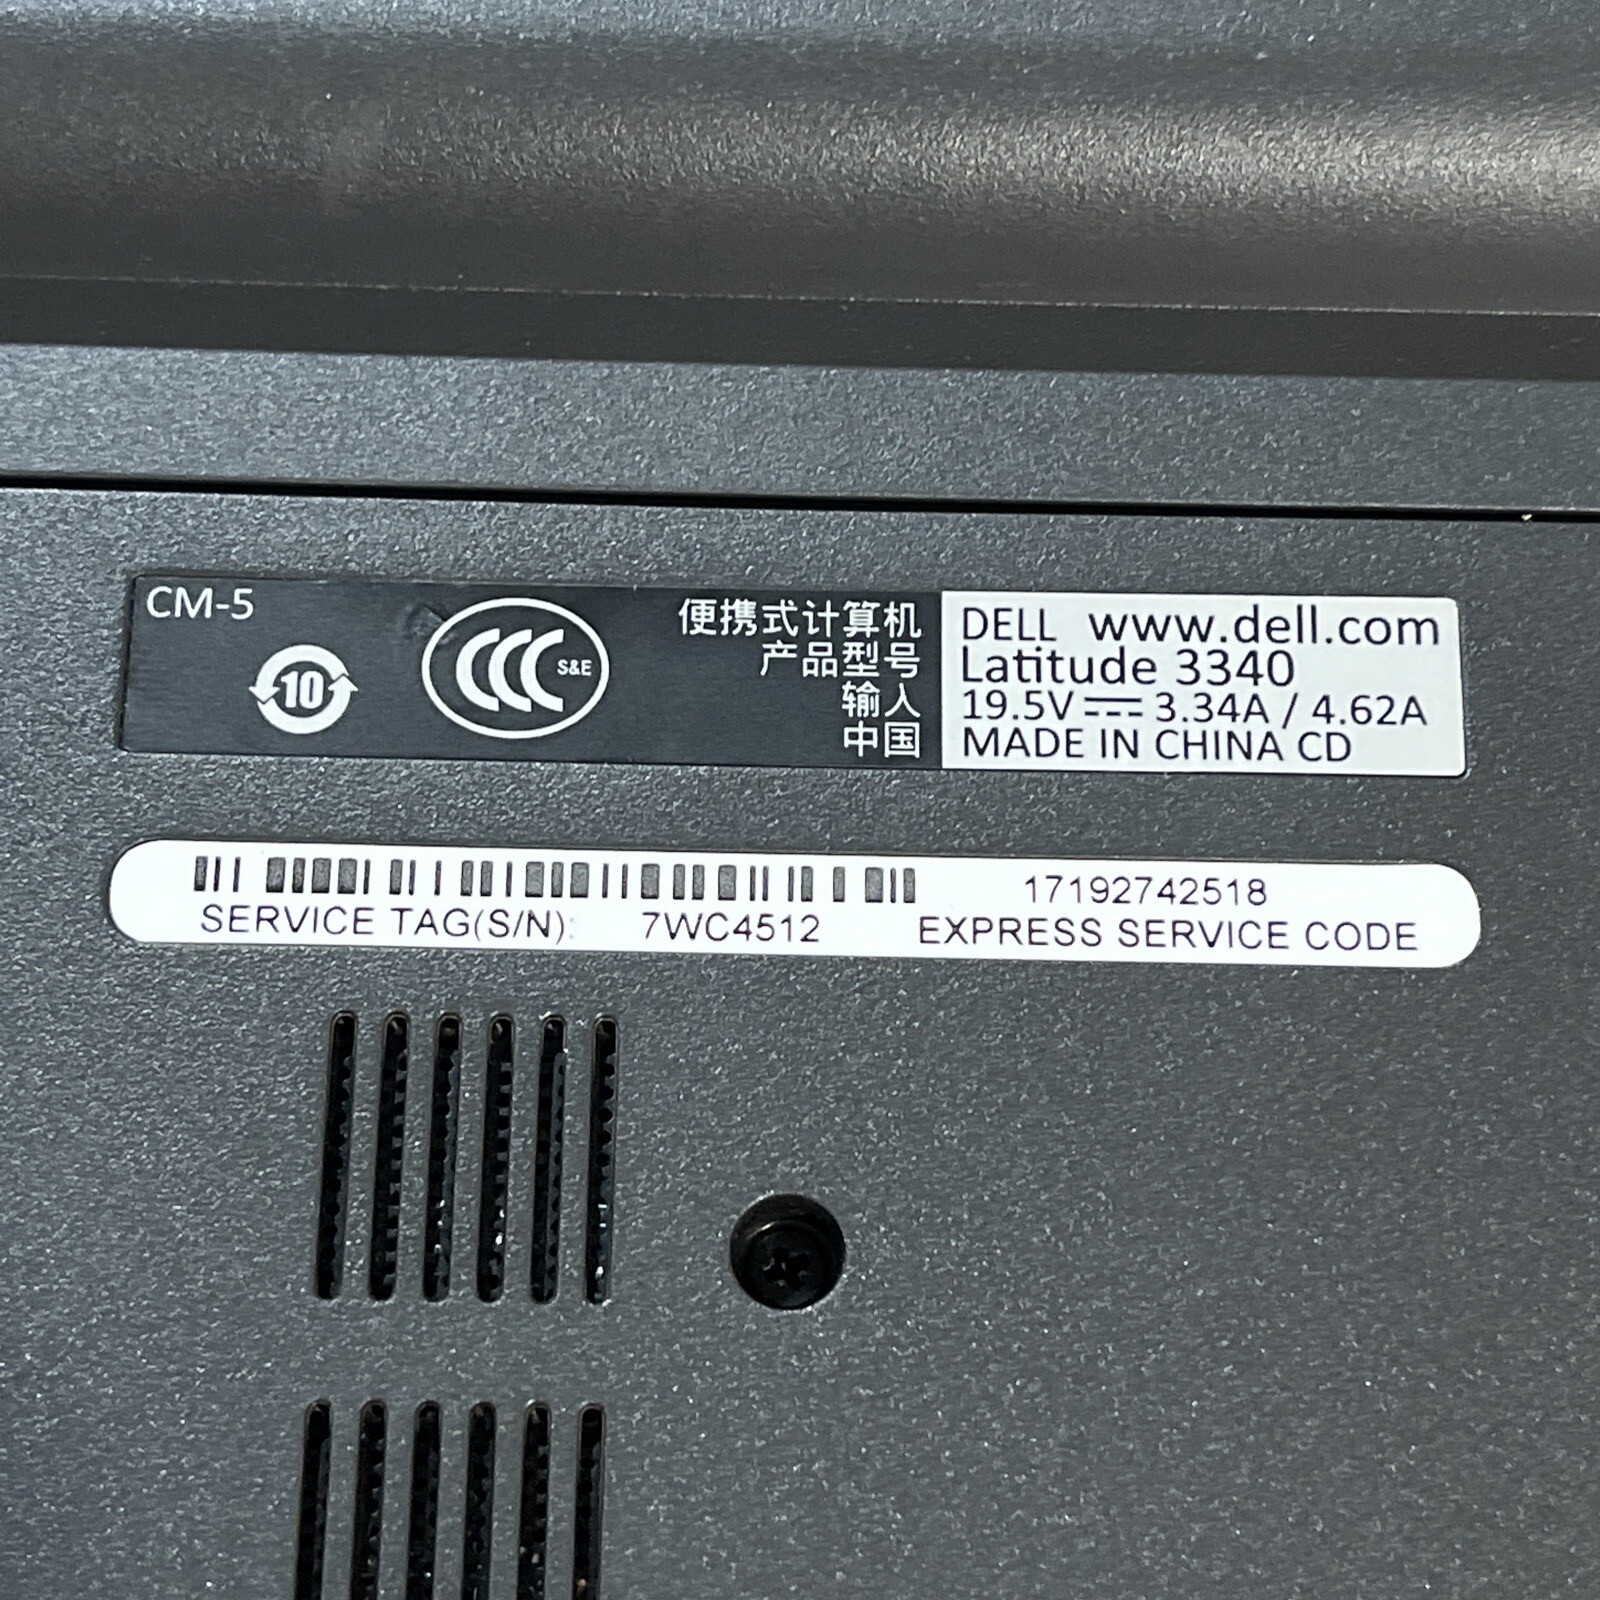 CM-5
10
CCC S&E
便携式计算机 DELL www.dell.com
产品型号 Latitude 3340
输入 19.5V ⎓ 3.34A / 4.62A
中国 MADE IN CHINA CD
17192742518
SERVICE TAG(S/N): 7WC4512 EXPRESS SERVICE CODE